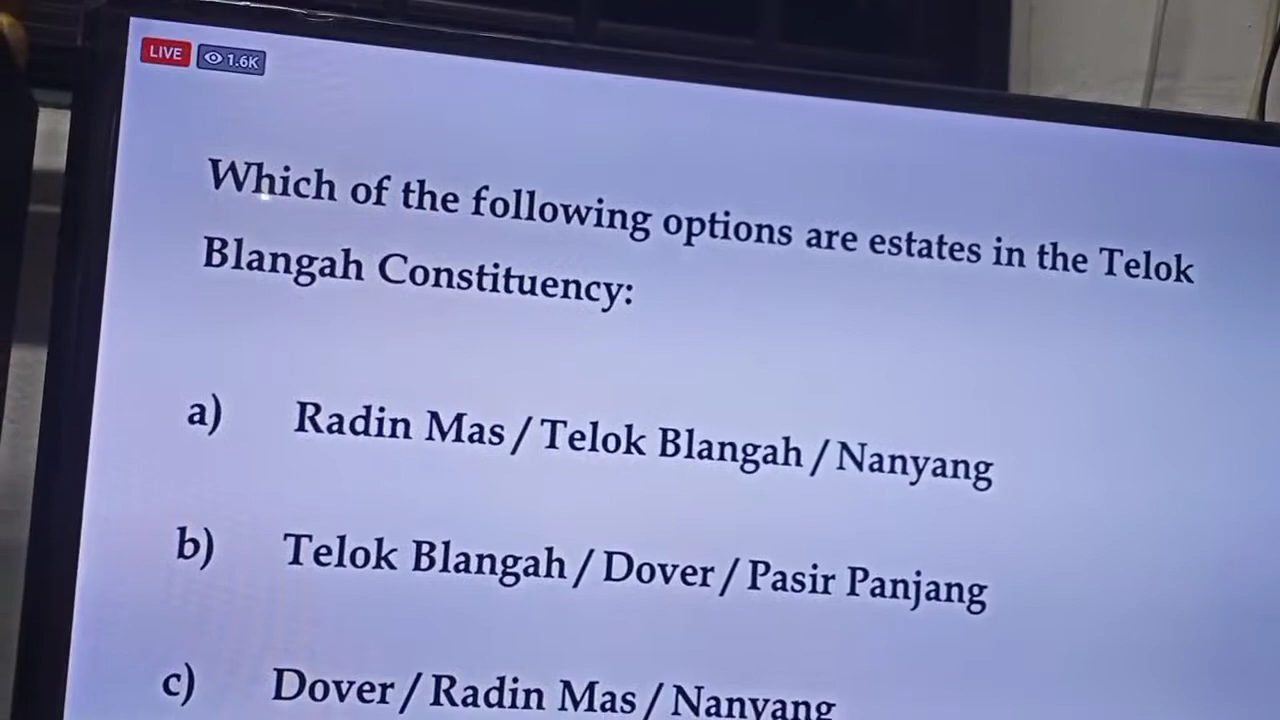 LIVE 1.6K
Which of the following options are estates in the Telok
Blangah Constituency:
a) Radin Mas / Telok Blangah / Nanyang
b) Telok Blangah / Dover / Pasir Panjang
c) Dover / Radin Mas / Nanyang